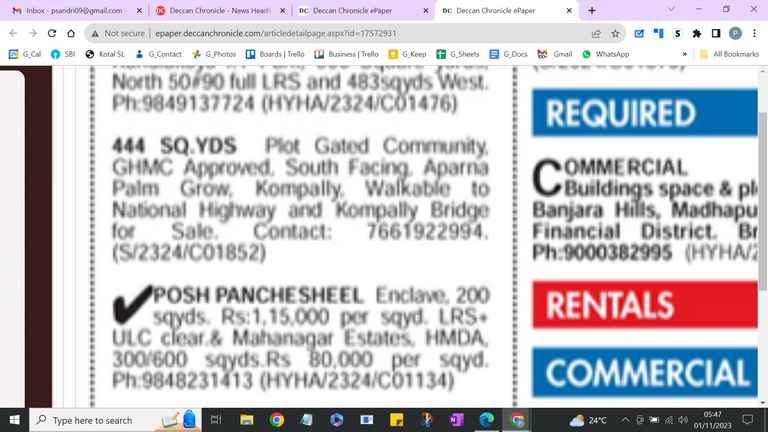 Inbox - psandri09@gmail.com
Deccan Chronicle - News Headl
Deccan Chronicle ePaper
Deccan Chronicle ePaper
Not secure | epaper.deccanchronicle.com/articledetailpage.aspx?id=17572931
G_Cal
SBI
Kotal SL
G_Contact
G_Photos
Boards | Trello
Business | Trello
G_Keep
G_Sheets
G_Docs
Gmail
WhatsApp
All Bookmarks
North 50#90 full LRS and 483sqyds West.
Ph:9849137724 (HYHA/2324/C01476)
444 SQ.YDS Plot Gated Community,
GHMC Approved, South Facing, Aparna
Palm Grow, Kompally, Walkable to
National Highway and Kompally Bridge
for Sale. Contact: 7661922994.
(S/2324/C01852)
POSH PANCHESHEEL Enclave, 200
sqyds. Rs:1,15,000 per sqyd. LRS+
ULC clear.& Mahanagar Estates, HMDA,
300/600 sqyds.Rs 80,000 per sqyd.
Ph:9848231413 (HYHA/2324/C01134)
REQUIRED
COMMERCIAL
Buildings space & pl
Banjara Hills, Madhapu
Financial District. Br
Ph:9000382995 (HYHA/2
RENTALS
COMMERCIAL
Type here to search
24°C
05:47
01/11/2023